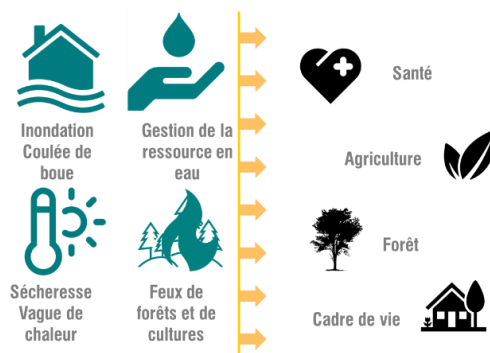 Inondation
Coulée de
boue
Gestion de la
ressource en
eau
Sécheresse
Vague de
chaleur
Feux de
forêts et de
cultures
Santé
Agriculture
Forêt
Cadre de vie